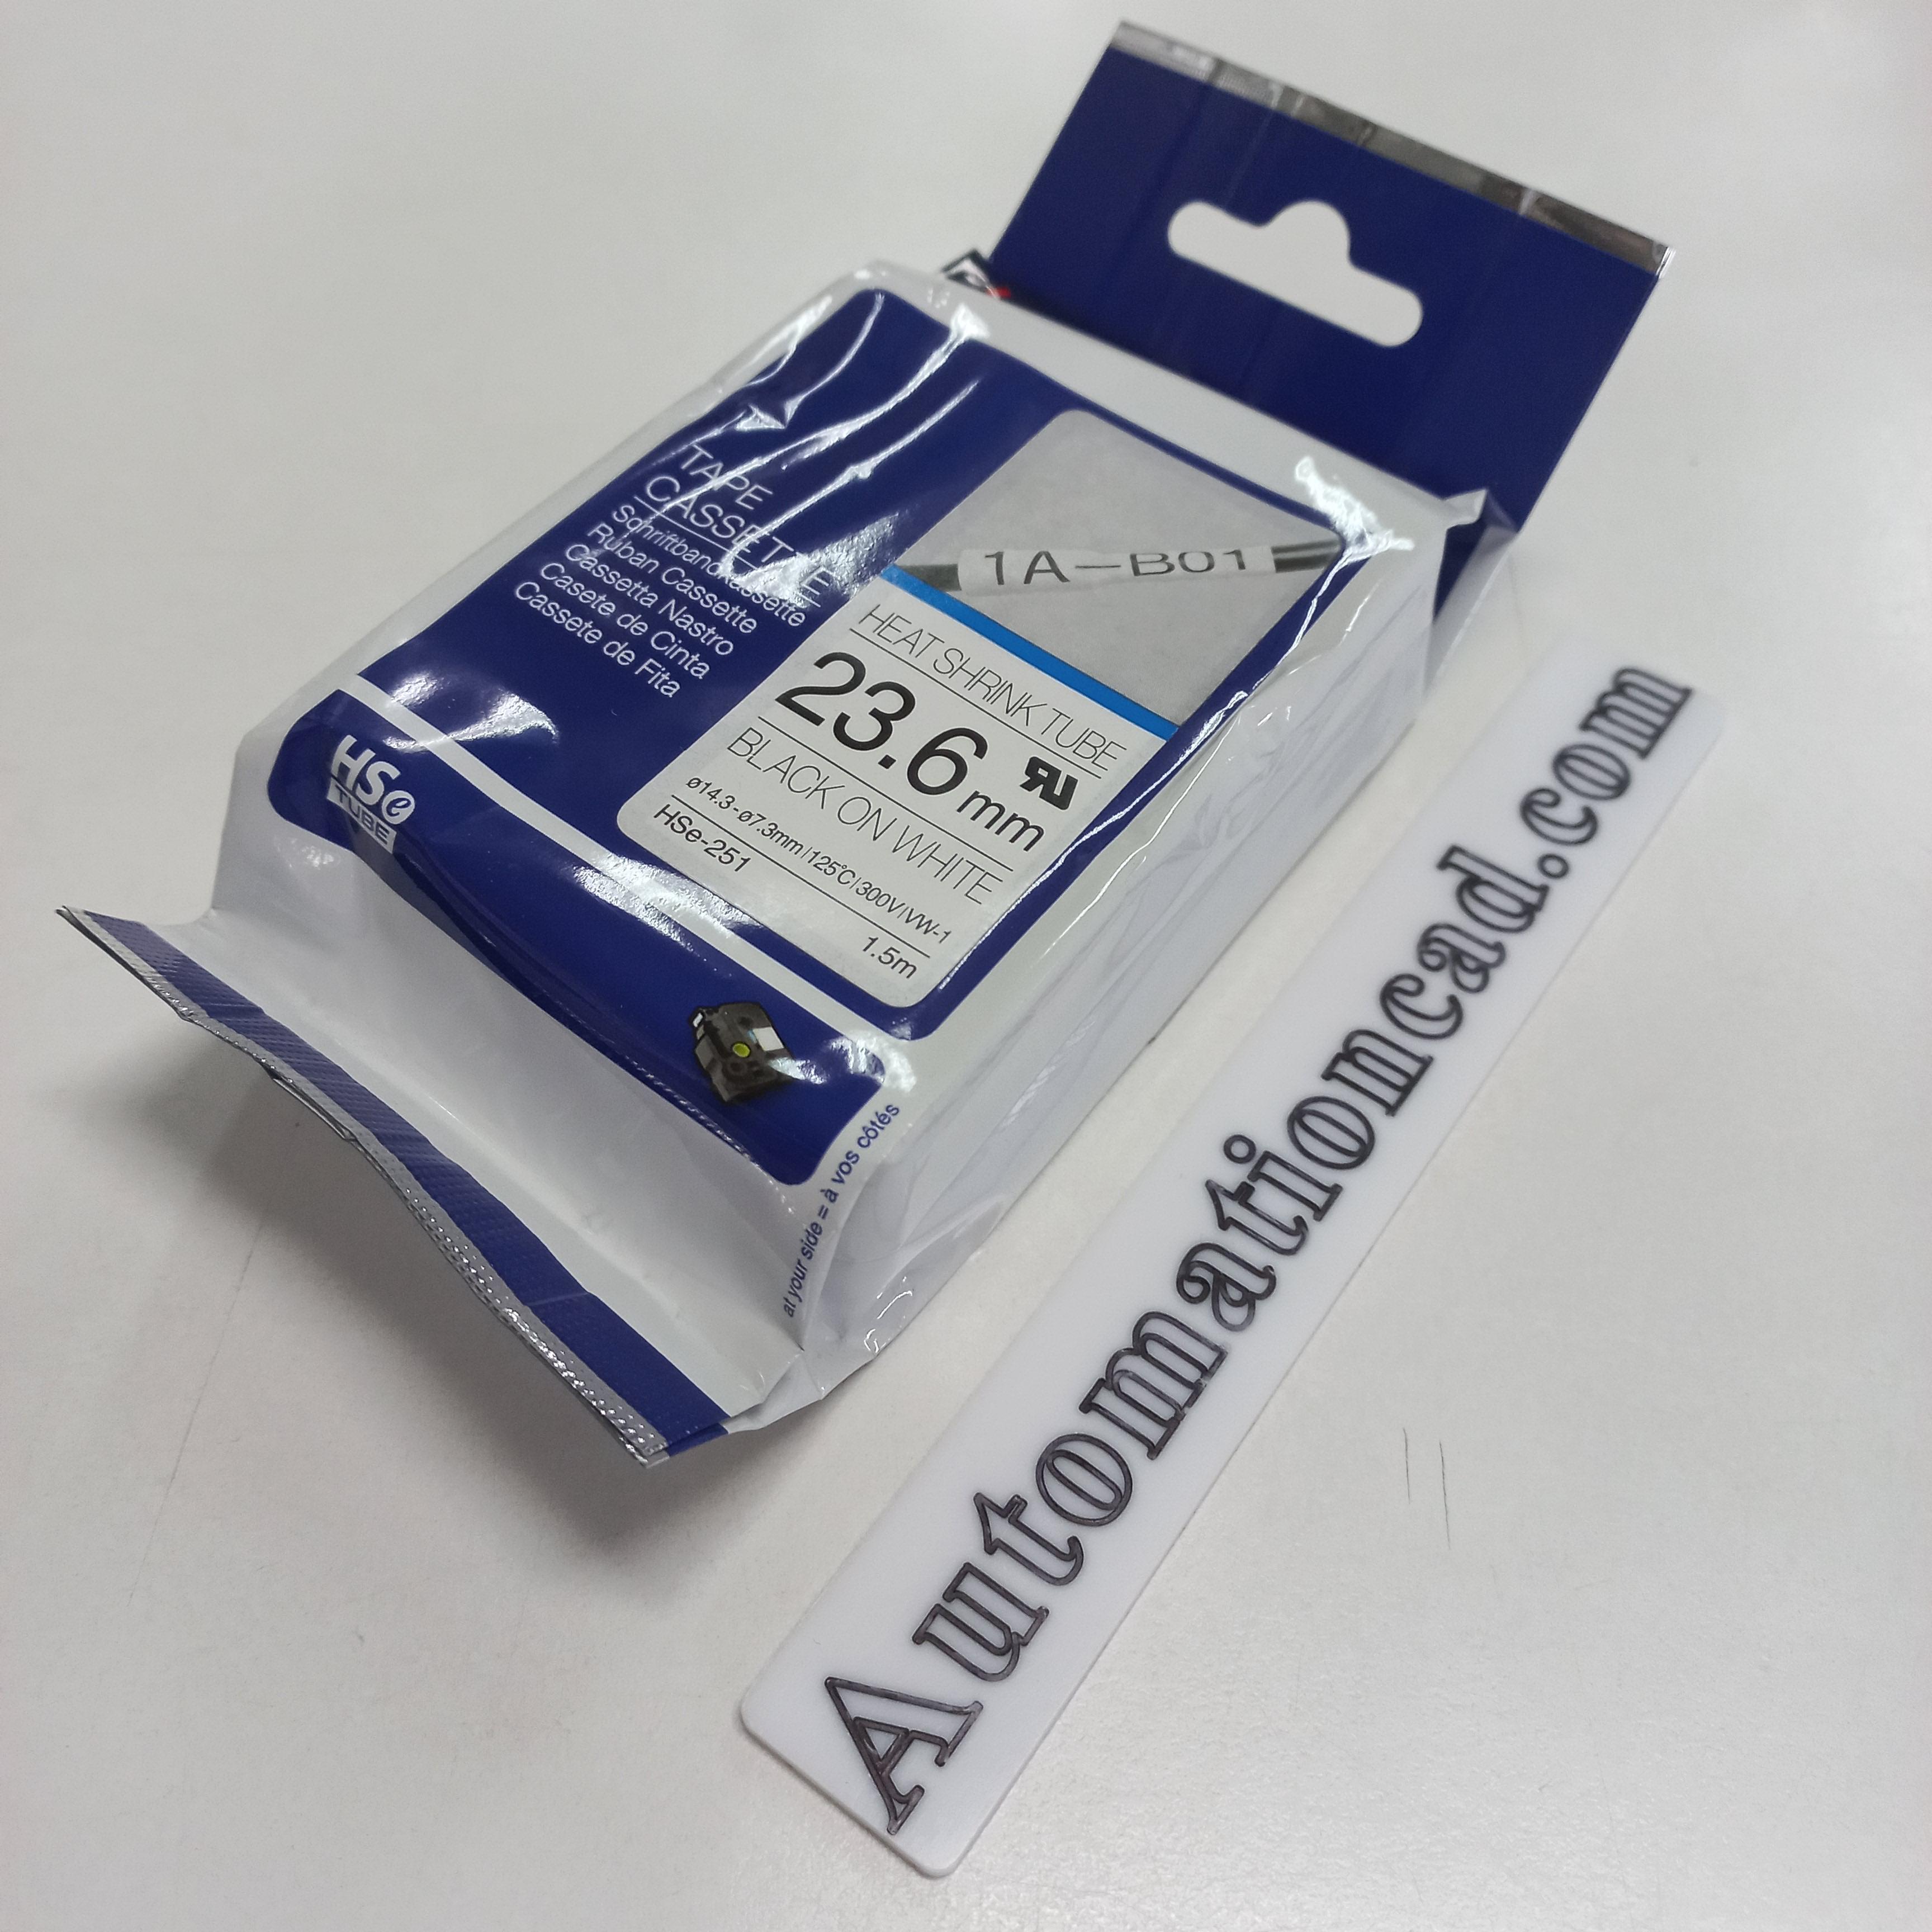 TAPE
CASSETTE
Schriftbandkassette
Ruban Cassette
Cassetta Nastro
Casete de Cinta
Cassete de Fita
1A-B01
HEAT SHRINK TUBE
23.6 mm
BLACK ON WHITE
ø14.3-ø7.3mm|125°C|300V|VW-1
HSe-251 1.5m
HSe
TUBE
at your side = à vos côtés
Automationcad.com